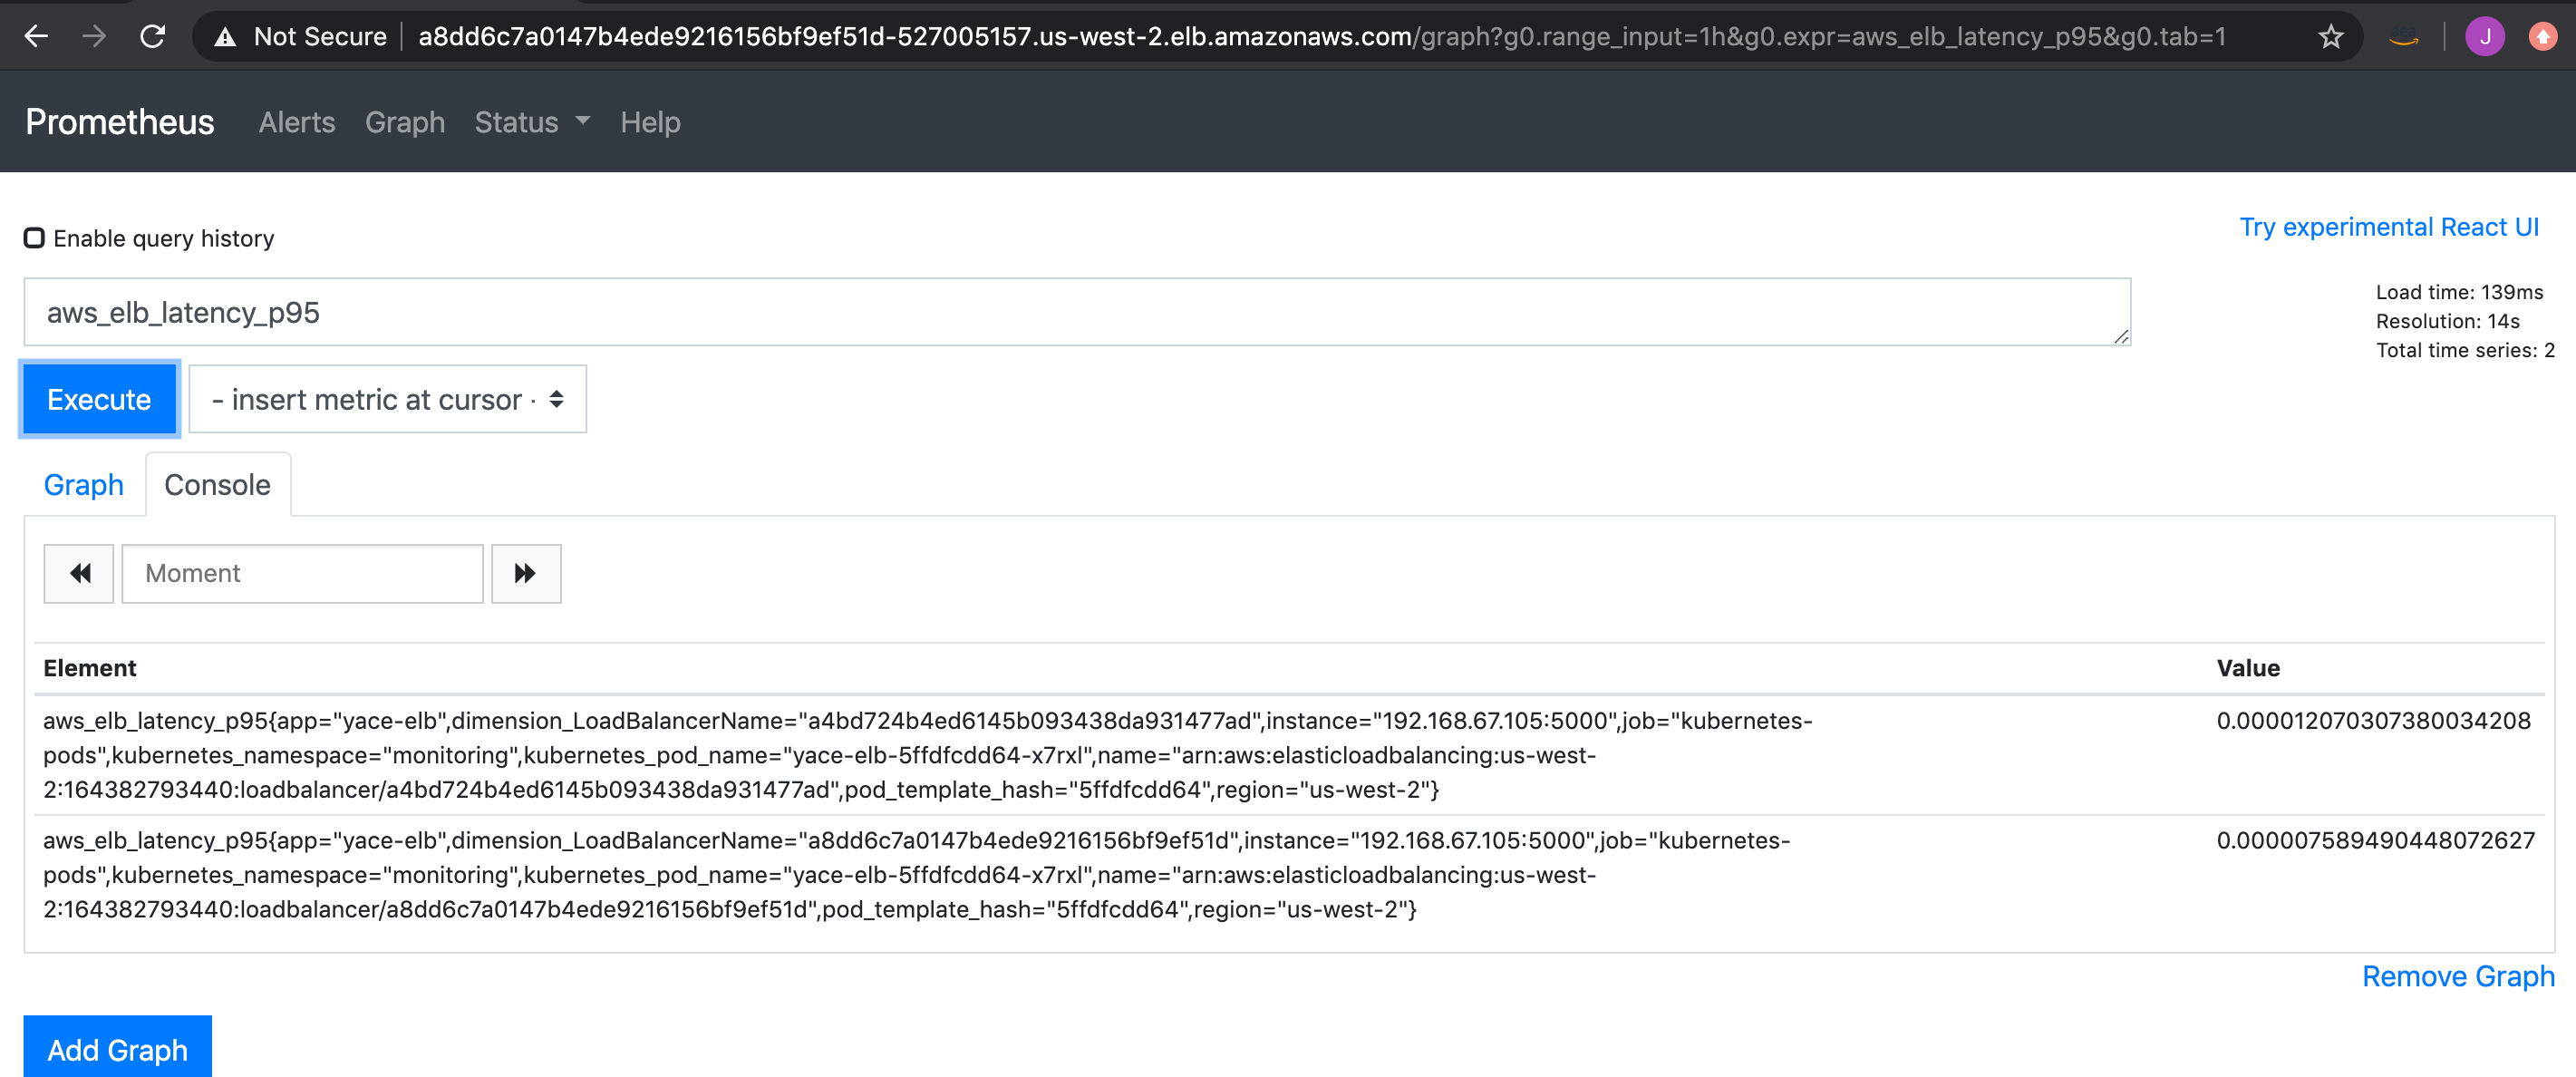 Not Secure a8dd6c7a0147b4ede9216156bf9ef51d-527005157.us-west-2.elb.amazonaws.com/graph?g0.range_input=1h&g0.expr=aws_elb_latency_p95&g0.tab=1 J
Prometheus Alerts Graph Status Help
Try experimental React UI
Enable query history
aws_elb_latency_p95
Load time: 139ms
Resolution: 14s
Total time series: 2
Execute - insert metric at cursor -
Graph Console
Moment
Element Value
aws_elb_latency_p95{app="yace-elb",dimension_LoadBalancerName="a4bd724b4ed6145b093438da931477ad",instance="192.168.67.105:5000",job="kubernetes- 0.000012070307380034208
pods",kubernetes_namespace="monitoring",kubernetes_pod_name="yace-elb-5ffdfcdd64-x7rxl",name="arn:aws:elasticloadbalancing:us-west-
2:164382793440:loadbalancer/a4bd724b4ed6145b093438da931477ad",pod_template_hash="5ffdfcdd64",region="us-west-2"}
aws_elb_latency_p95{app="yace-elb",dimension_LoadBalancerName="a8dd6c7a0147b4ede9216156bf9ef51d",instance="192.168.67.105:5000",job="kubernetes- 0.000007589490448072627
pods",kubernetes_namespace="monitoring",kubernetes_pod_name="yace-elb-5ffdfcdd64-x7rxl",name="arn:aws:elasticloadbalancing:us-west-
2:164382793440:loadbalancer/a8dd6c7a0147b4ede9216156bf9ef51d",pod_template_hash="5ffdfcdd64",region="us-west-2"}
Remove Graph
Add Graph